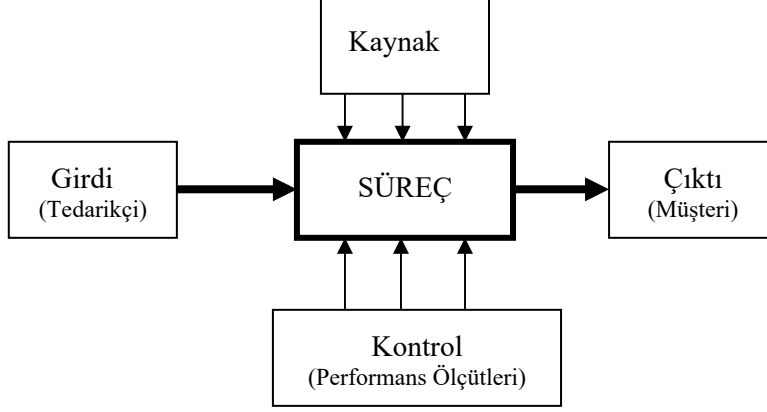 Kaynak
Girdi
(Tedarikçi)
SÜREÇ
Çıktı
(Müşteri)
Kontrol
(Performans Ölçütleri)